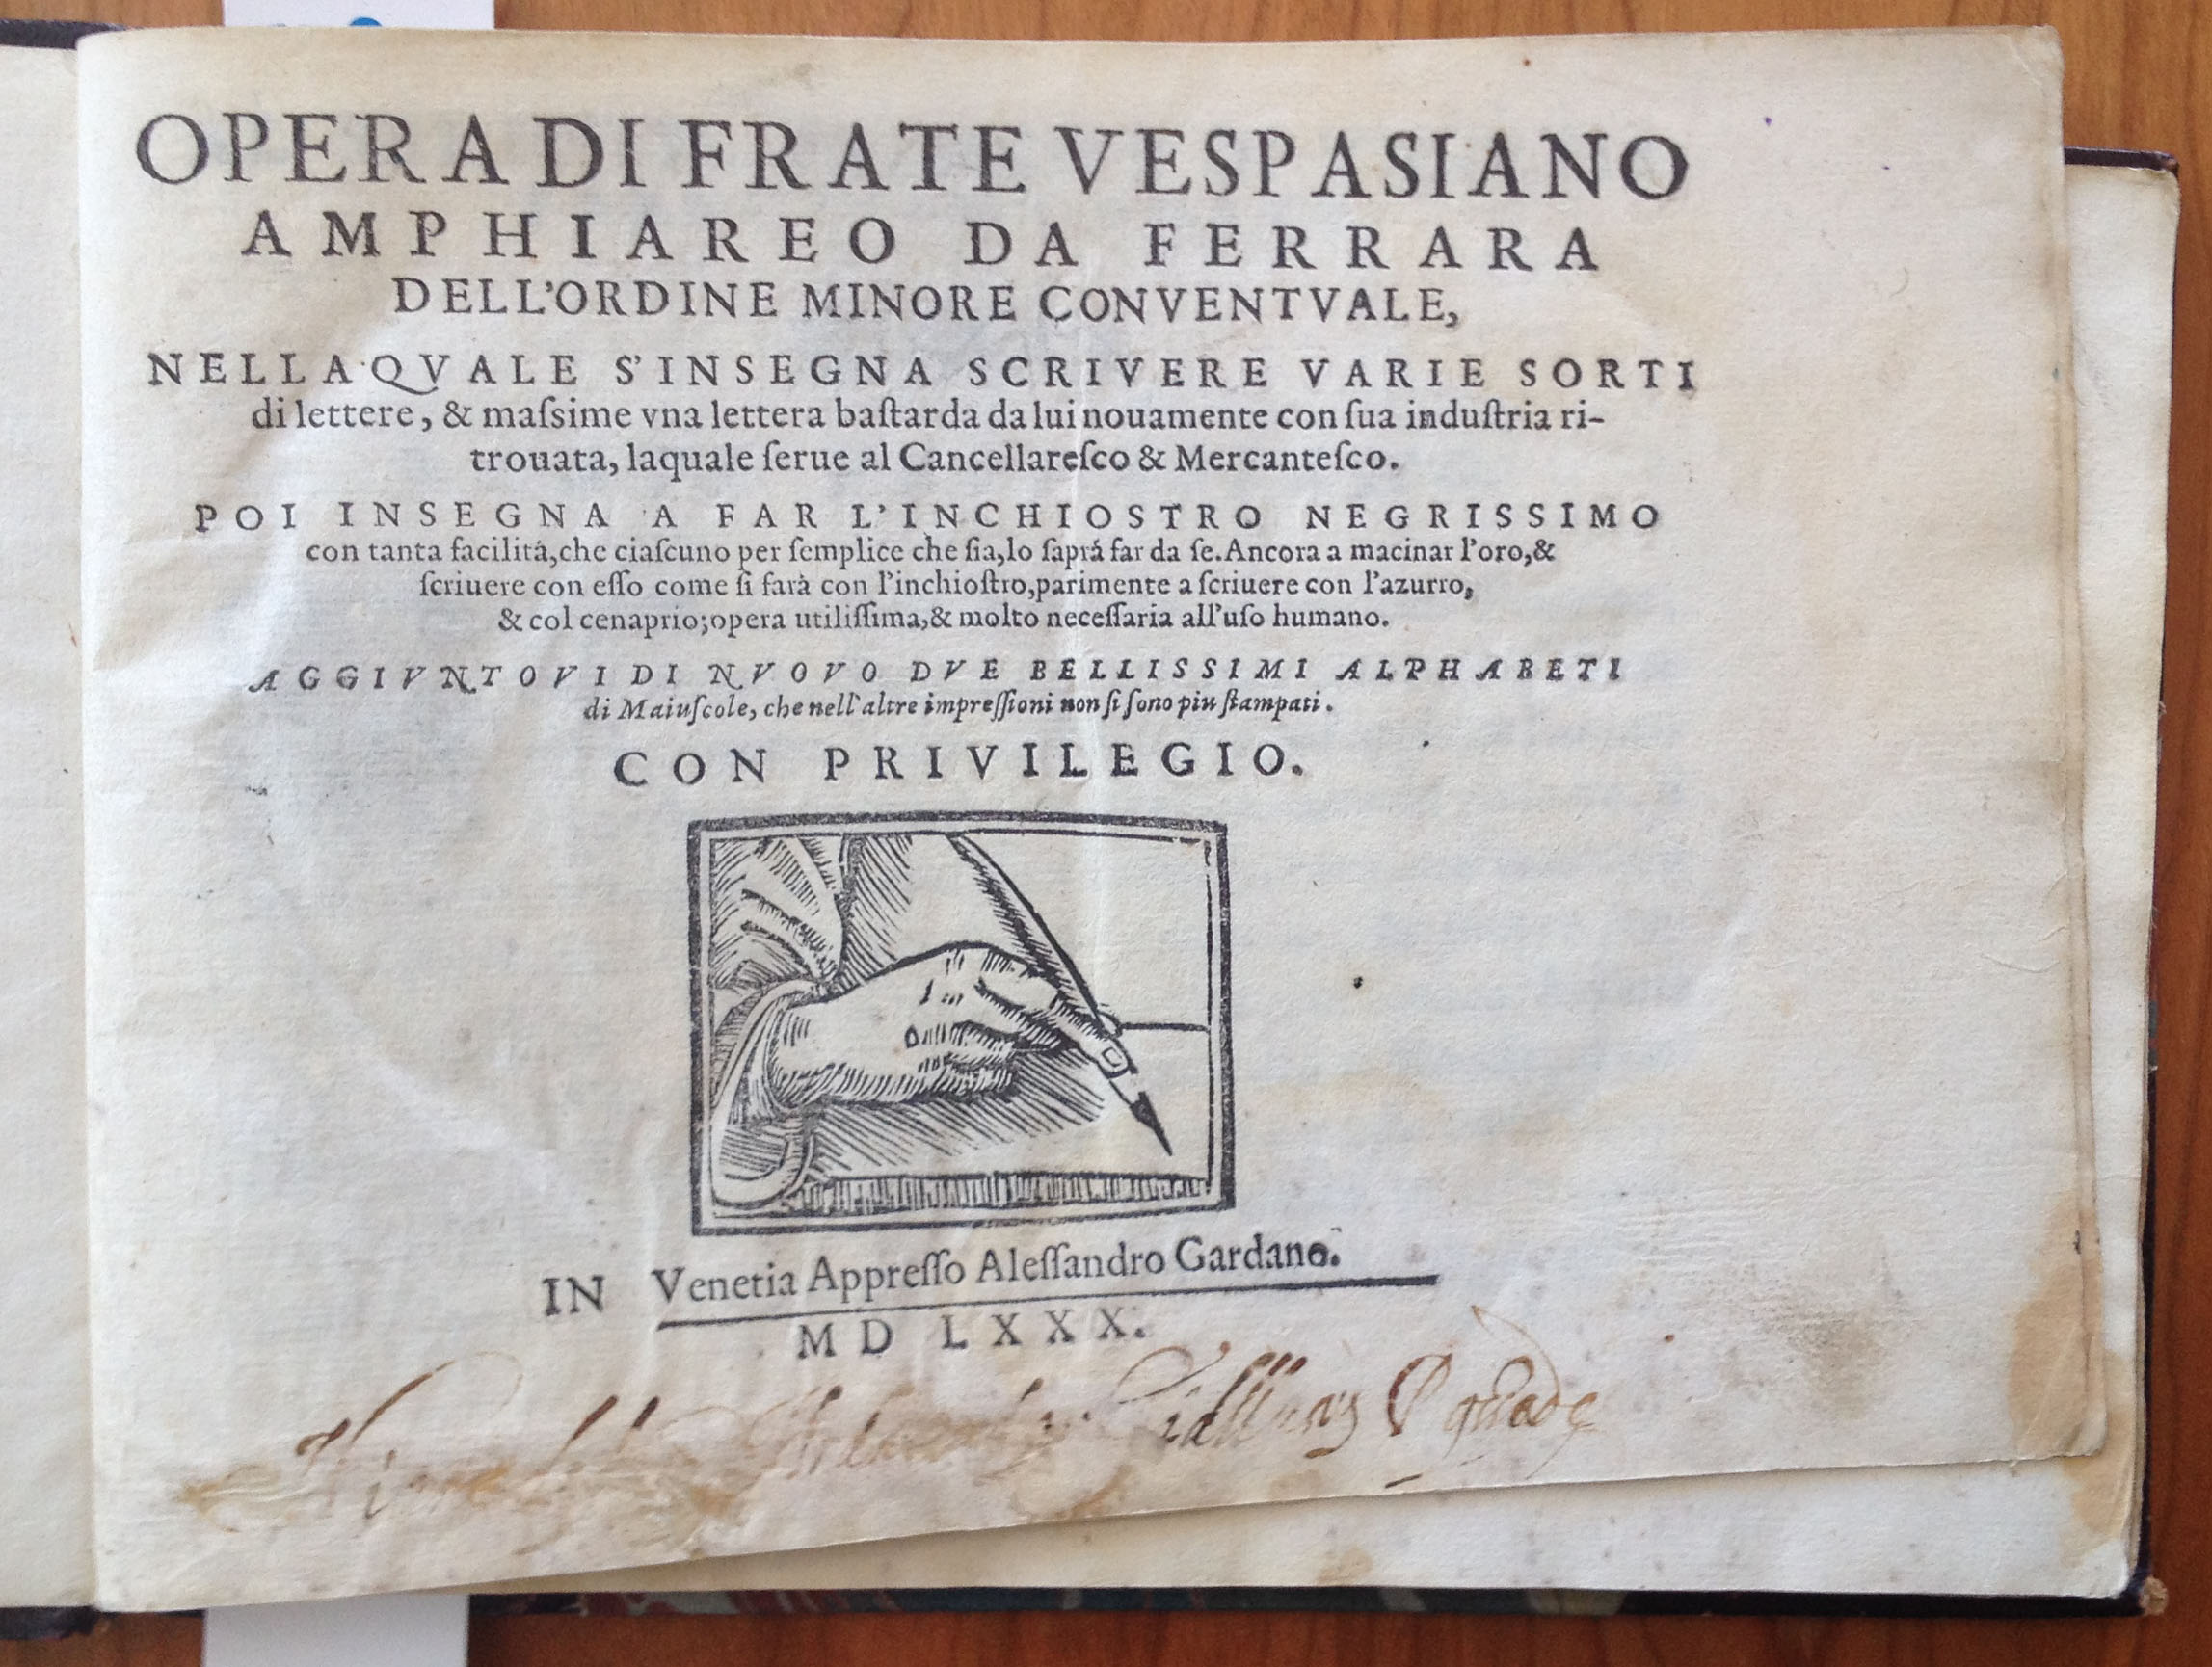 OPERA DI FRATE VESPASIANO
AMPHIAREO DA FERRARA
DELL'ORDINE MINORE CONVENTVALE,
NELLA QVALE S'INSEGNA SCRIVERE VARIE SORTI
di lettere, & maſsime vna lettera baſtarda da lui nouamente con ſua induſtria ri-
trouata, laquale ſerue al Cancellareſco & Mercanteſco.
POI INSEGNA A FAR L'INCHIOSTRO NEGRISSIMO
con tanta facilitá, che ciaſcuno per ſemplice che ſia, lo ſaprá far da ſe. Ancora a macinar l'oro, &
ſcriuere con eſſo come ſi farà con l'inchioſtro, parimente a ſcriuere con l'azurro,
& col cenaprio; opera utiliſſima, & molto neceſſaria all'uſo humano.
AGGIVNTOVI DI NVOVO DVE BELLISSIMI ALPHABETI
di Maiuſcole, che nell'altre impreſſioni non ſi ſono piu ſtampati.
CON PRIVILEGIO.
IN Venetia Appreſſo Aleſſandro Gardano.
MD LXXX.